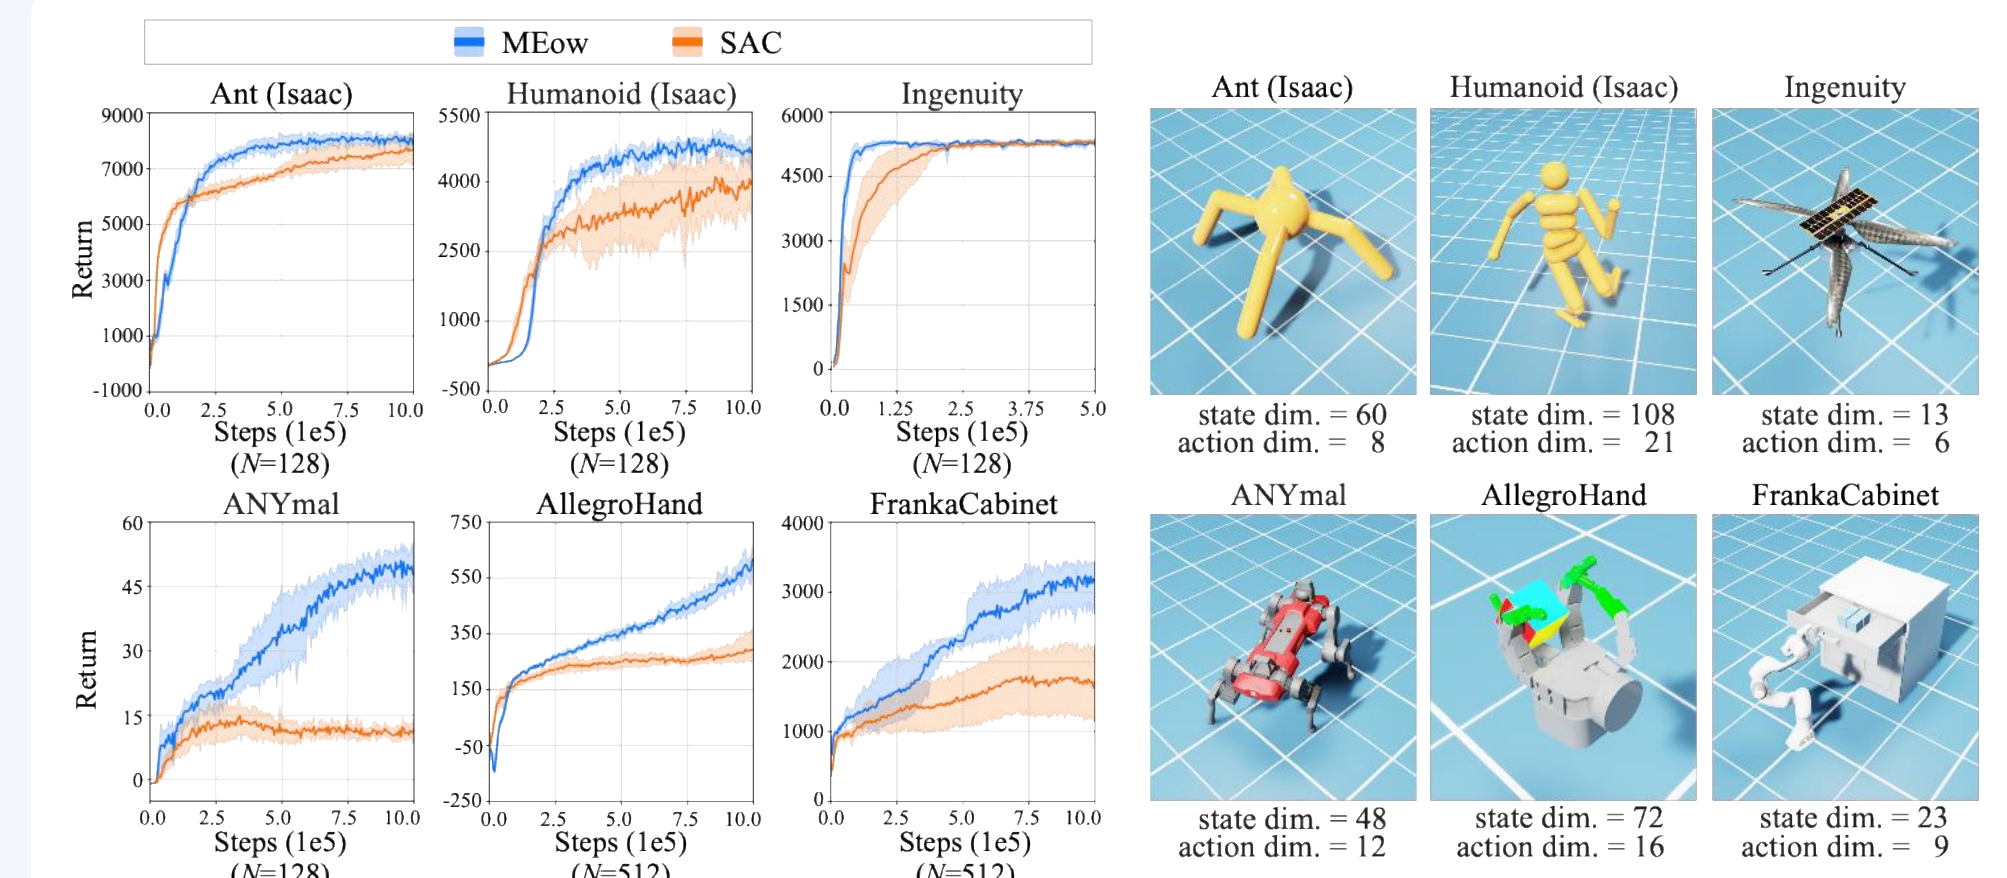 MEow SAC
Ant (Isaac) Humanoid (Isaac) Ingenuity
9000 7000 5000 3000 1000 -1000
Return
0.0 2.5 5.0 7.5 10.0
Steps (1e5)
(N=128)
5500 4000 2500 1000 -500
0.0 2.5 5.0 7.5 10.0
Steps (1e5)
(N=128)
6000 4500 3000 1500 0
0.0 1.25 2.5 3.75 5.0
Steps (1e5)
(N=128)
ANYmal AllegroHand FrankaCabinet
60 45 30 15 0
Return
0.0 2.5 5.0 7.5 10.0
Steps (1e5)
(N=128)
750 550 350 150 -50 -250
0.0 2.5 5.0 7.5 10.0
Steps (1e5)
(N=512)
4000 3000 2000 1000 0
0.0 2.5 5.0 7.5 10.0
Steps (1e5)
(N=512)
Ant (Isaac) Humanoid (Isaac) Ingenuity
state dim. = 60 state dim. = 108 state dim. = 13
action dim. = 8 action dim. = 21 action dim. = 6
ANYmal AllegroHand FrankaCabinet
state dim. = 48 state dim. = 72 state dim. = 23
action dim. = 12 action dim. = 16 action dim. = 9